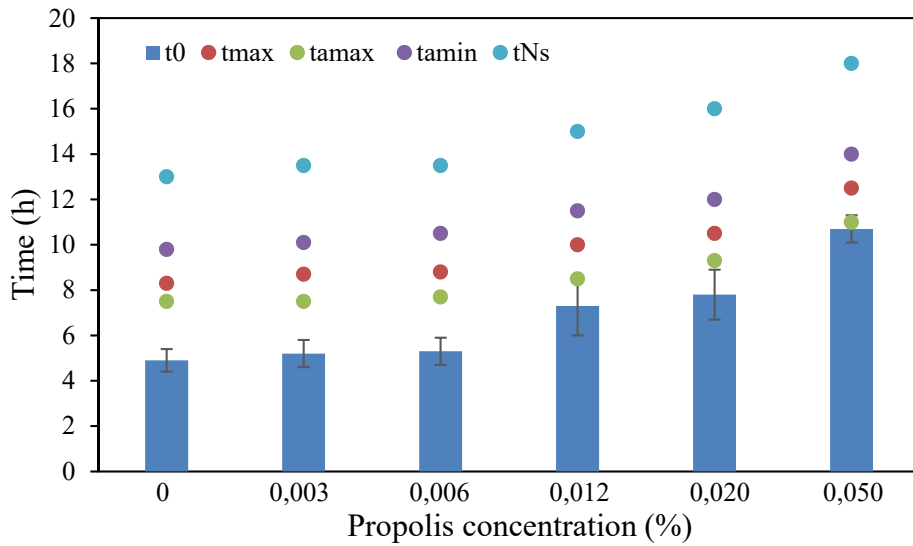 20
18
16
14
12
10
8
6
4
2
0
Time (h)
t0 tmax tamax tamin tNs
0 0,003 0,006 0,012 0,020 0,050
Propolis concentration (%)